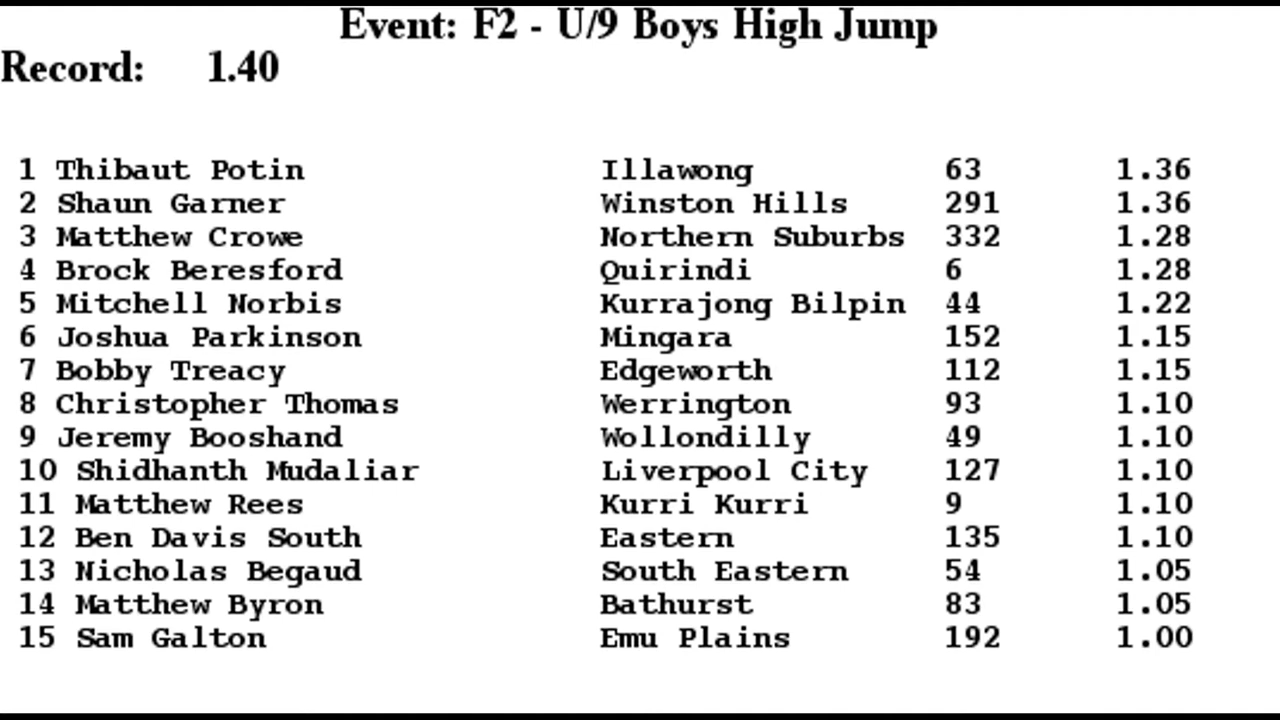 Event: F2 - U/9 Boys High Jump
Record: 1.40
1 Thibaut Potin Illawong 63 1.36
2 Shaun Garner Winston Hills 291 1.36
3 Matthew Crowe Northern Suburbs 332 1.28
4 Brock Beresford Quirindi 6 1.28
5 Mitchell Norbis Kurrajong Bilpin 44 1.22
6 Joshua Parkinson Mingara 152 1.15
7 Bobby Treacy Edgeworth 112 1.15
8 Christopher Thomas Werrington 93 1.10
9 Jeremy Booshand Wollondilly 49 1.10
10 Shidhanth Mudaliar Liverpool City 127 1.10
11 Matthew Rees Kurri Kurri 9 1.10
12 Ben Davis South Eastern 135 1.10
13 Nicholas Begaud South Eastern 54 1.05
14 Matthew Byron Bathurst 83 1.05
15 Sam Galton Emu Plains 192 1.00